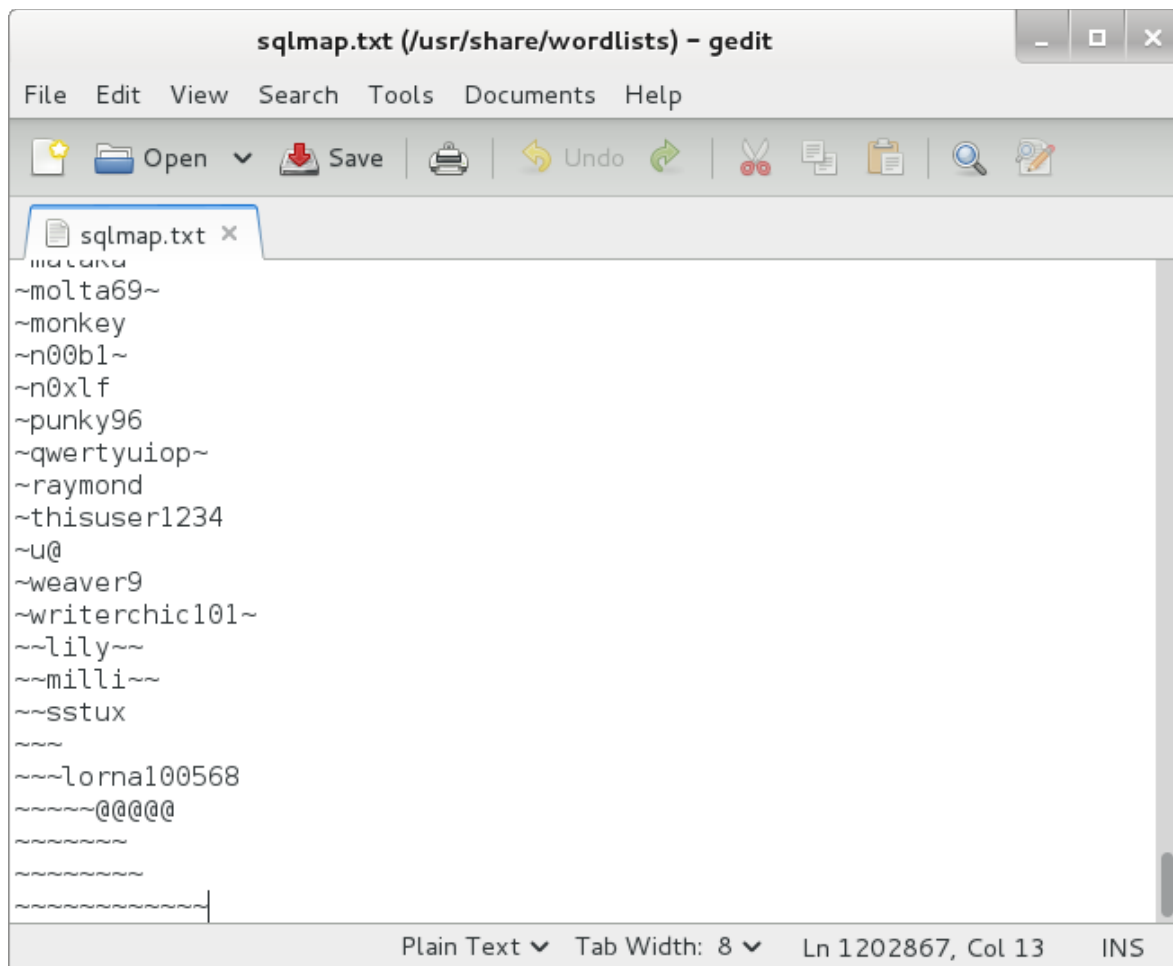 sqlmap.txt (/usr/share/wordlists) – gedit
File Edit View Search Tools Documents Help
Open Save Undo
sqlmap.txt
~molta69~
~monkey
~n00b1~
~n0xlf
~punky96
~qwertyuiop~
~raymond
~thisuser1234
~u@
~weaver9
~writerchic101~
~~lily~~
~~milli~~
~~sstux
~~~
~~~lorna100568
~~~~~@@@@@
~~~~~~~
~~~~~~~~
~~~~~~~~~~~~
Plain Text Tab Width: 8 Ln 1202867, Col 13 INS